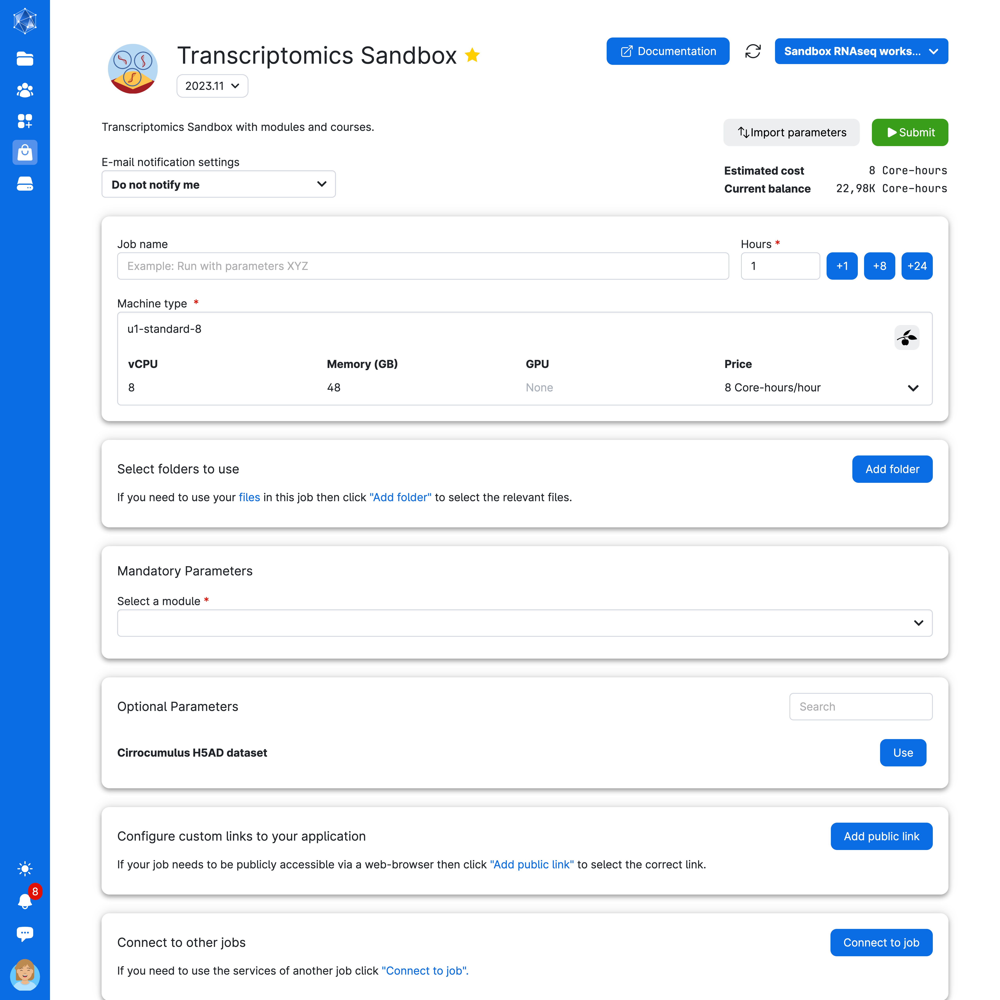 Transcriptomics Sandbox
Documentation
Sandbox RNAseq works...
2023.11
Transcriptomics Sandbox with modules and courses.
Import parameters
Submit
E-mail notification settings
Do not notify me
Estimated cost 8 Core-hours
Current balance 22,98K Core-hours
Job name
Hours *
Example: Run with parameters XYZ
1
+1
+8
+24
Machine type *
u1-standard-8
vCPU Memory (GB) GPU Price
8 48 None 8 Core-hours/hour
Select folders to use
Add folder
If you need to use your files in this job then click "Add folder" to select the relevant files.
Mandatory Parameters
Select a module *
Optional Parameters
Search
Cirrocumulus H5AD dataset
Use
Configure custom links to your application
Add public link
If your job needs to be publicly accessible via a web-browser then click "Add public link" to select the correct link.
8
Connect to other jobs
Connect to job
If you need to use the services of another job click "Connect to job".